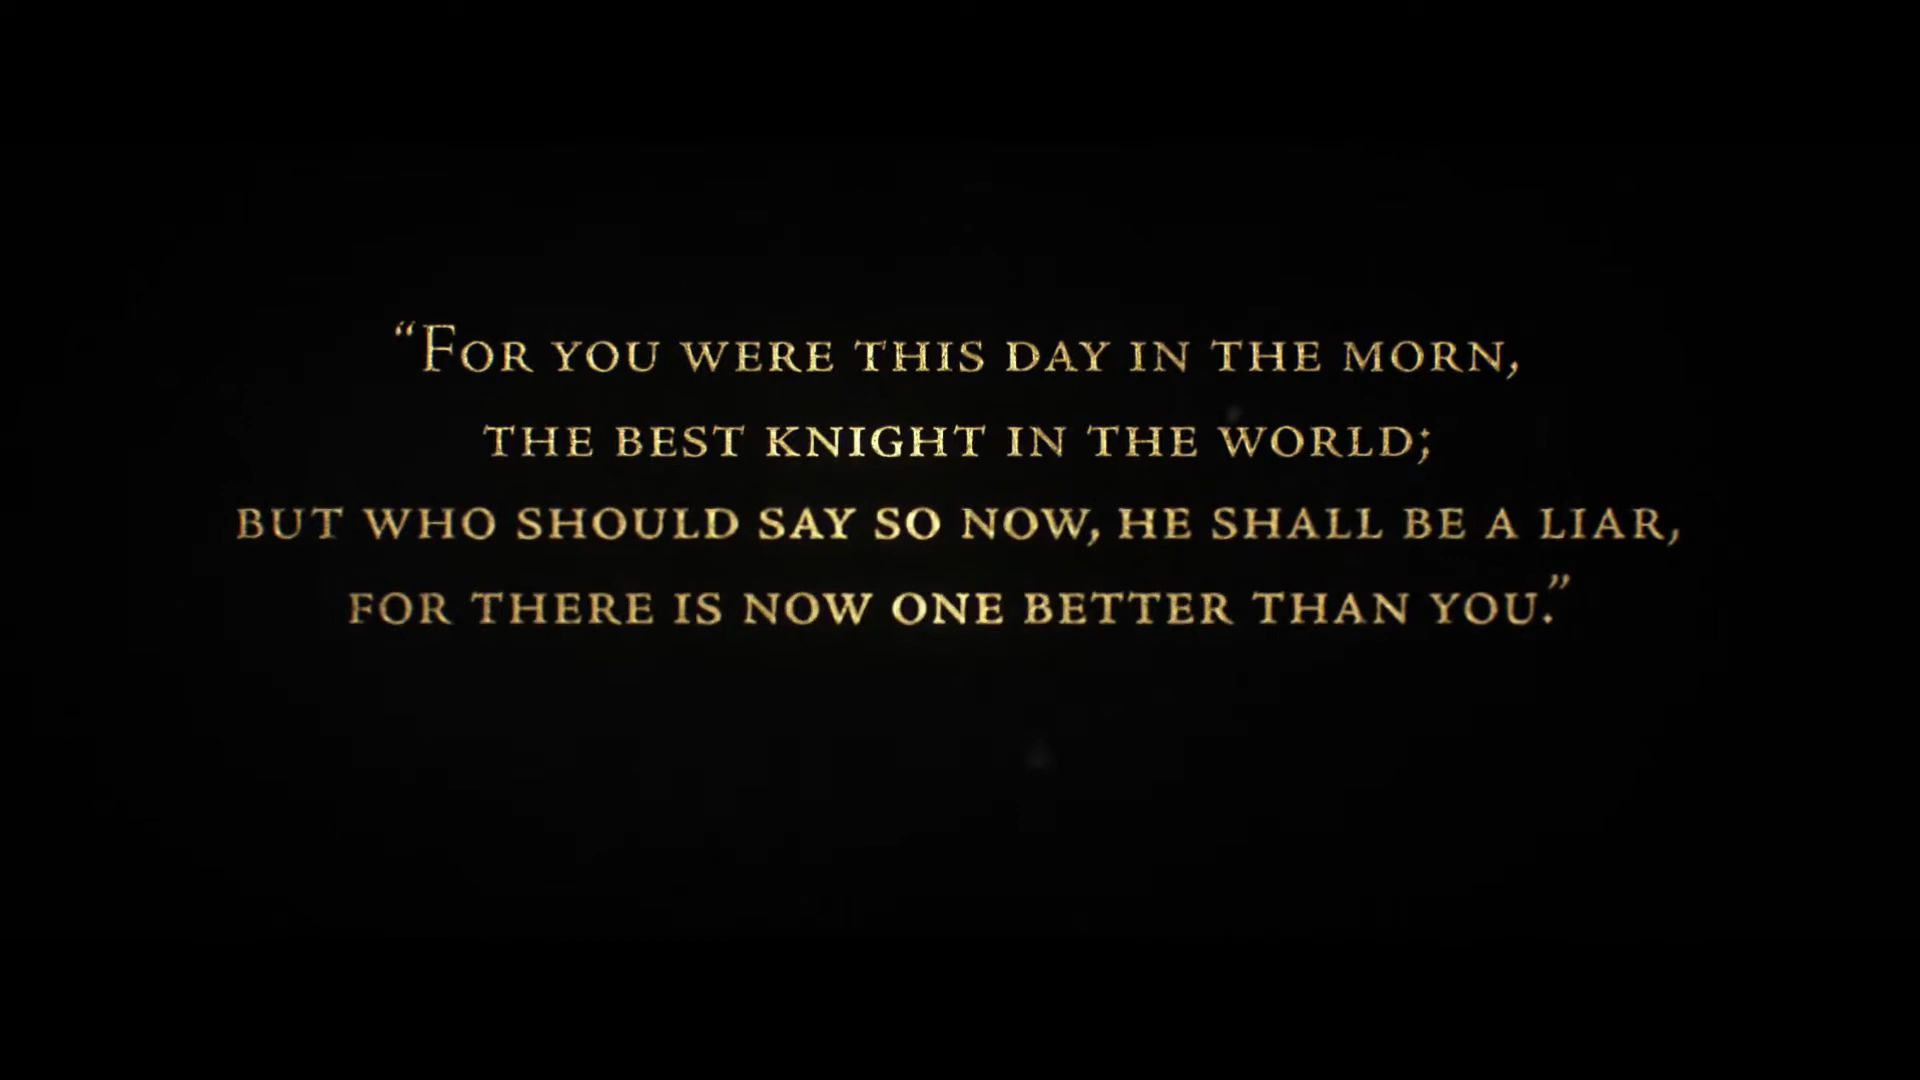 “For you were this day in the morn,
the best knight in the world;
but who should say so now, he shall be a liar,
for there is now one better than you.”